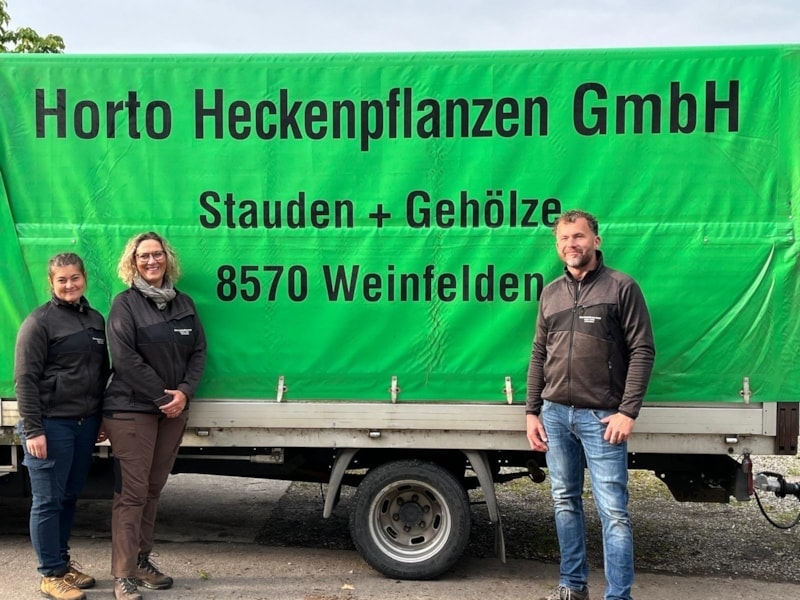 Horto Heckenpflanzen GmbH
Stauden + Gehölze
8570 Weinfelden